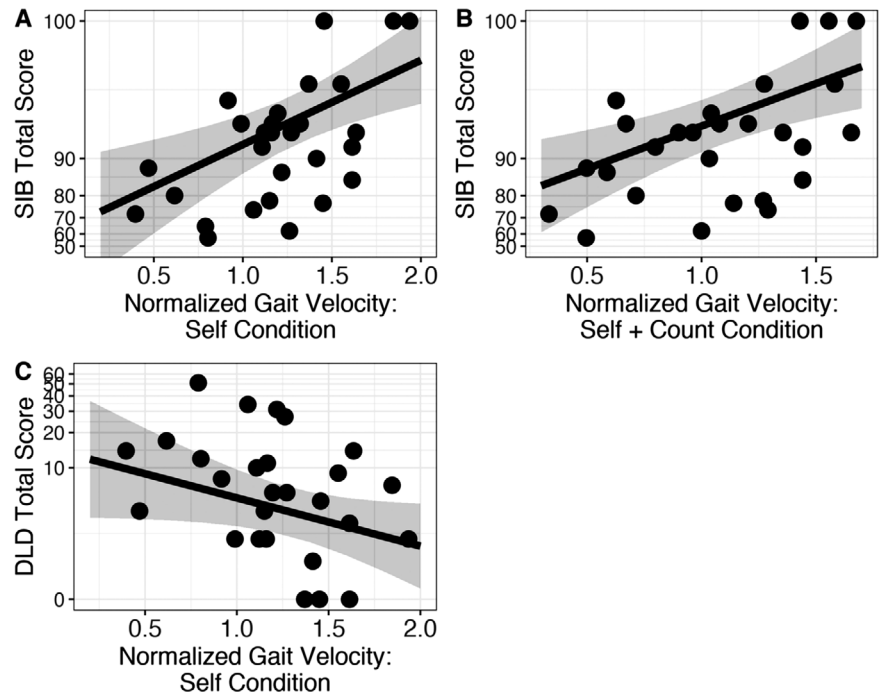 A
SIB Total Score
100
90
80
70
60
50
0.5 1.0 1.5 2.0
Normalized Gait Velocity:
Self Condition
B
SIB Total Score
100
90
80
70
60
50
0.5 1.0 1.5
Normalized Gait Velocity:
Self + Count Condition
C
DLD Total Score
60
50
40
30
20
10
0
0.5 1.0 1.5 2.0
Normalized Gait Velocity:
Self Condition